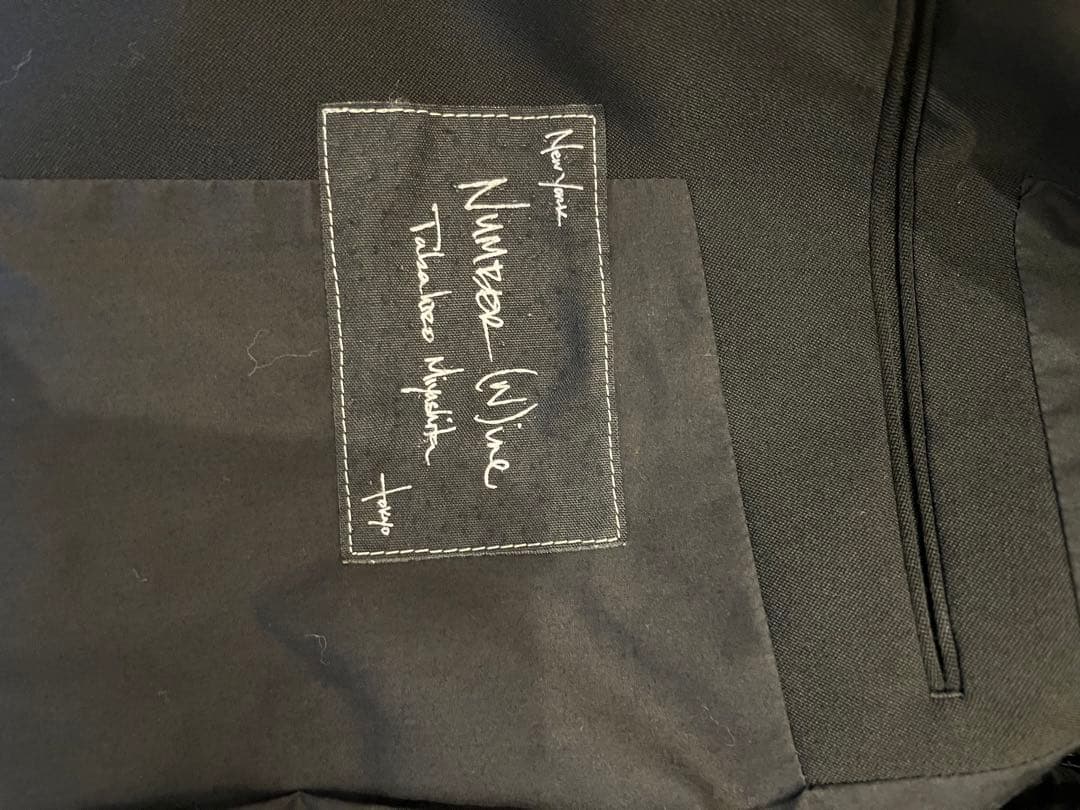 New York
NUMBER (N)ine
Takahiro Miyashita
Tokyo